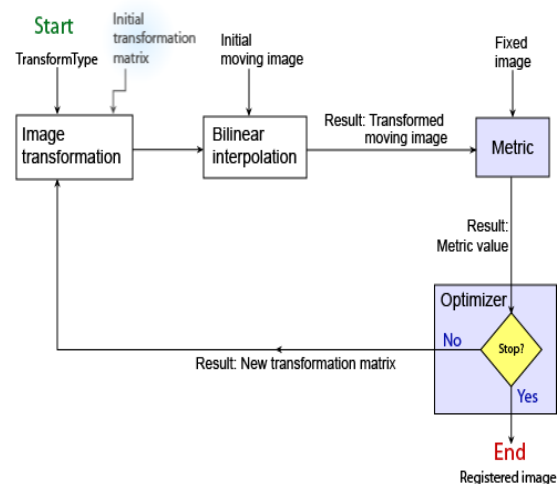 Start
Initial
transformation
matrix
TransformType
Initial
moving image
Fixed
image
Image
transformation
Bilinear
interpolation
Result: Transformed
moving image
Metric
Result:
Metric value
Optimizer
No
Stop?
Result: New transformation matrix
Yes
End
Registered image